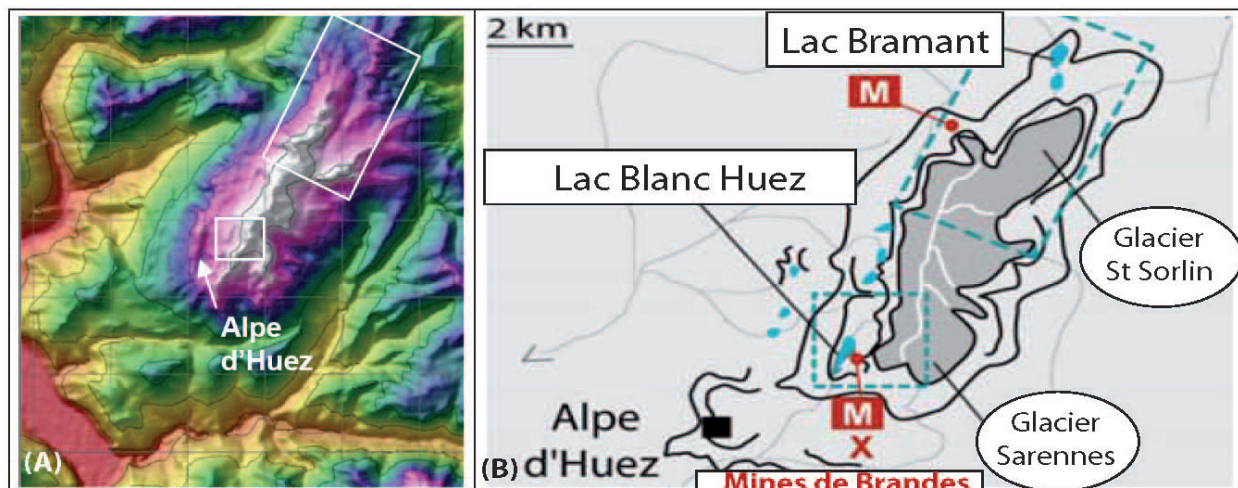 Alpe
d'Huez
(A)
2 km
Lac Bramant
M
Lac Blanc Huez
Glacier
St Sorlin
Alpe
d'Huez
M
X
Glacier
Sarennes
(B)
Mines de Brandes